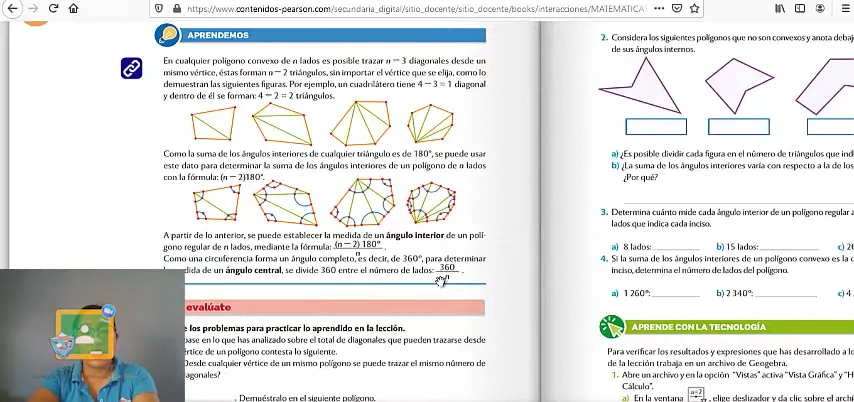 https://www.contenidos-pearson.com/secundaria_digital/sitio_docente/sitio_docente/books/interacciones/MATEMATICA
APRENDEMOS
En cualquier polígono convexo de n lados es posible trazar n − 3 diagonales desde un
mismo vértice, éstas forman n − 2 triángulos, sin importar el vértice que se elija, como lo
demuestran las siguientes figuras. Por ejemplo, un cuadrilátero tiene 4 − 3 = 1 diagonal
y dentro de él se forman: 4 − 2 = 2 triángulos.
Como la suma de los ángulos interiores de cualquier triángulo es de 180°, se puede usar
este dato para determinar la suma de los ángulos interiores de un polígono de n lados
con la fórmula: (n − 2)180°.
A partir de lo anterior, se puede establecer la medida de un ángulo interior de un polí-
gono regular de n lados, mediante la fórmula: (n − 2) 180°
n
Como una circunferencia forma un ángulo completo, es decir, de 360°, para determinar
dida de un ángulo central, se divide 360 entre el número de lados: 360
n
evalúate
e los problemas para practicar lo aprendido en la lección.
base en lo que has analizado sobre el total de diagonales que pueden trazarse desde
értice de un polígono contesta lo siguiente.
Desde cualquier vértice de un mismo polígono se puede trazar el mismo número de
agonales?
. Demuéstralo en el siguiente polígono.
2. Considera los siguientes polígonos que no son convexos y anota debaj
de sus ángulos internos.
a) ¿Es posible dividir cada figura en el número de triángulos que indi
b) ¿La suma de los ángulos interiores varía con respecto a la de los
¿Por qué?
3. Determina cuánto mide cada ángulo interior de un polígono regular a
lados que indica cada inciso.
a) 8 lados: b) 15 lados: c) 2
4. Si la suma de los ángulos interiores de un polígono convexo es la c
inciso, determina el número de lados del polígono.
a) 1 260°: b) 2 340°: c) 4
APRENDE CON LA TECNOLOGÍA
Para verificar los resultados y expresiones que has desarrollado a lo
de la lección trabaja en un archivo de Geogebra.
1. Abre un archivo y en la opción "Vistas" activa "Vista Gráfica" y "H
Cálculo".
a) En la ventana a=2 , elige deslizador y da clic sobre el archi